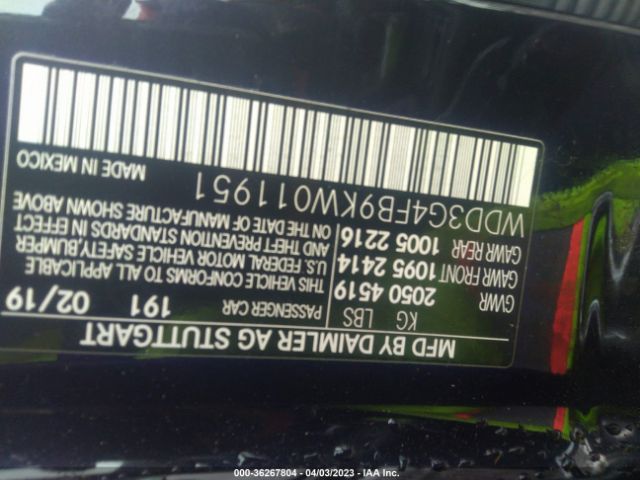 MFD BY DAIMLER AG STUTTGART
KG LBS PASSENGER CAR 191 02/19
GVWR 2050 4519
GAWR FRONT 1095 2414
GAWR REAR 1005 2216
THIS VEHICLE CONFORMS TO ALL APPLICABLE
U.S. FEDERAL MOTOR VEHICLE SAFETY, BUMPER
AND THEFT PREVENTION STANDARDS IN EFFECT
ON THE DATE OF MANUFACTURE SHOWN ABOVE
WDD3G4FB9KW011951
MADE IN MEXICO
000-36267804 - 04/03/2023 - IAA Inc.